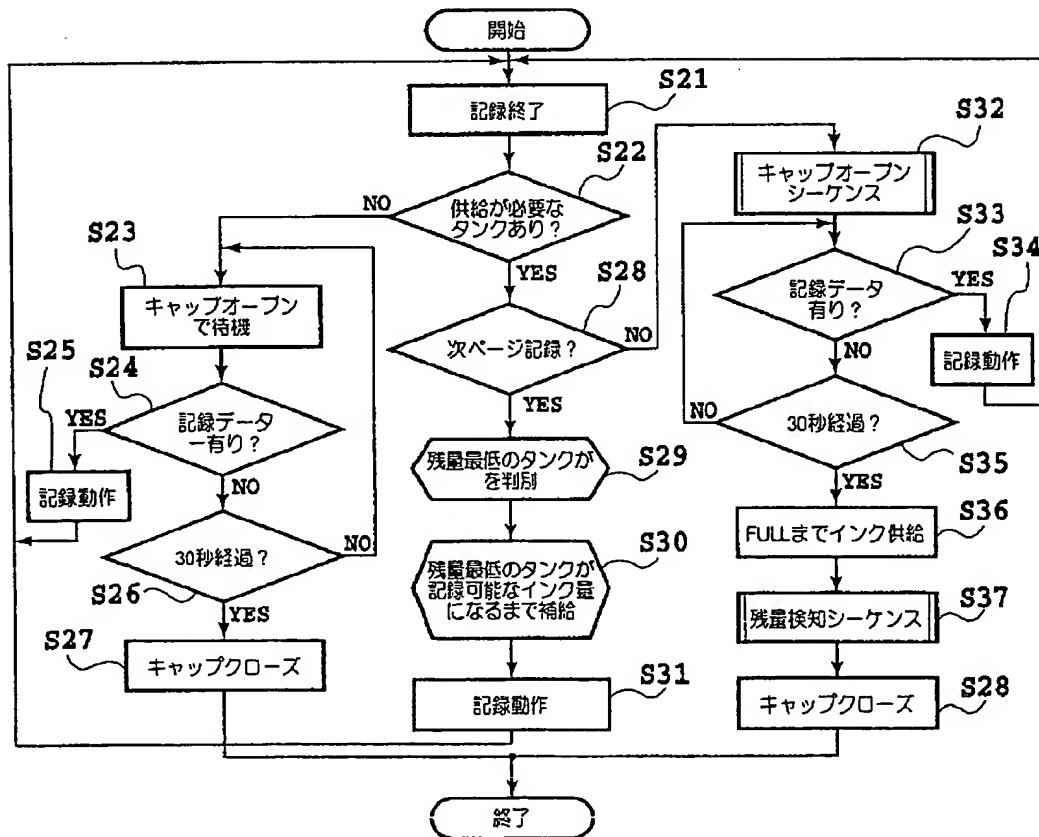 開始
S21
記録終了
S22
供給が必要な
タンクあり？
NO
YES
S23
キャップオープン
で待機
S24
記録データ
ー有り？
YES
NO
S25
記録動作
30秒経過？
NO
S26
YES
S27
キャップクローズ
S28
次ページ記録？
NO
YES
S29
残量最低のタンクが
を判別
S30
残量最低のタンクが
記録可能なインク量
になるまで補給
S31
記録動作
S32
キャップオープン
シーケンス
S33
記録データ
有り？
YES
NO
S34
記録動作
30秒経過？
NO
S35
YES
S36
FULLまでインク供給
S37
残量検知シーケンス
S28
キャップクローズ
終了